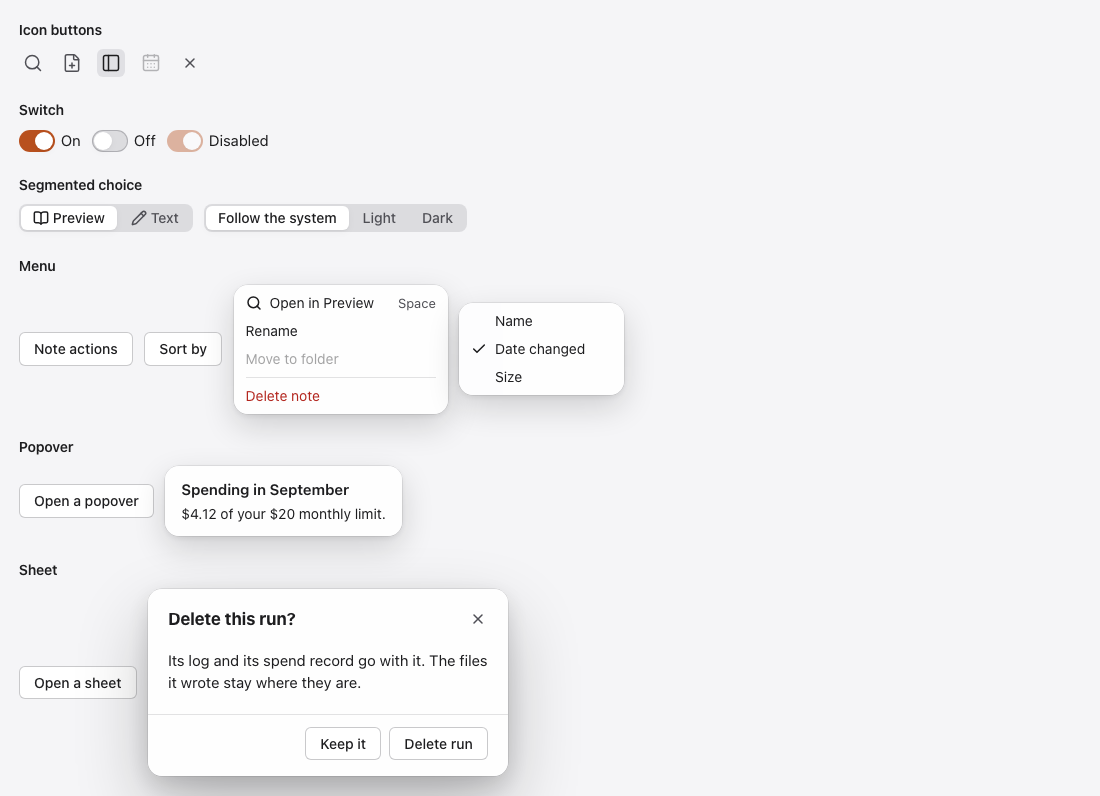 Icon buttons
Switch
On
Off
Disabled
Segmented choice
Preview
Text
Follow the system
Light
Dark
Menu
Note actions
Sort by
Open in Preview Space
Rename
Move to folder
Delete note
Name
Date changed
Size
Popover
Open a popover
Spending in September
$4.12 of your $20 monthly limit.
Sheet
Open a sheet
Delete this run?
Its log and its spend record go with it. The files
it wrote stay where they are.
Keep it
Delete run